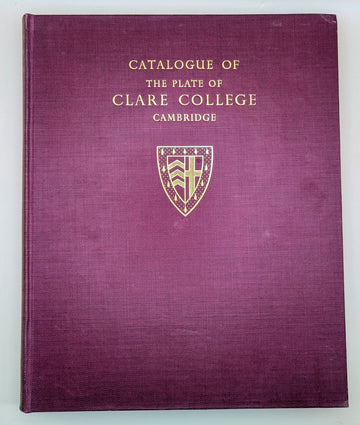 CATALOGUE OF
THE PLATE OF
CLARE COLLEGE
CAMBRIDGE